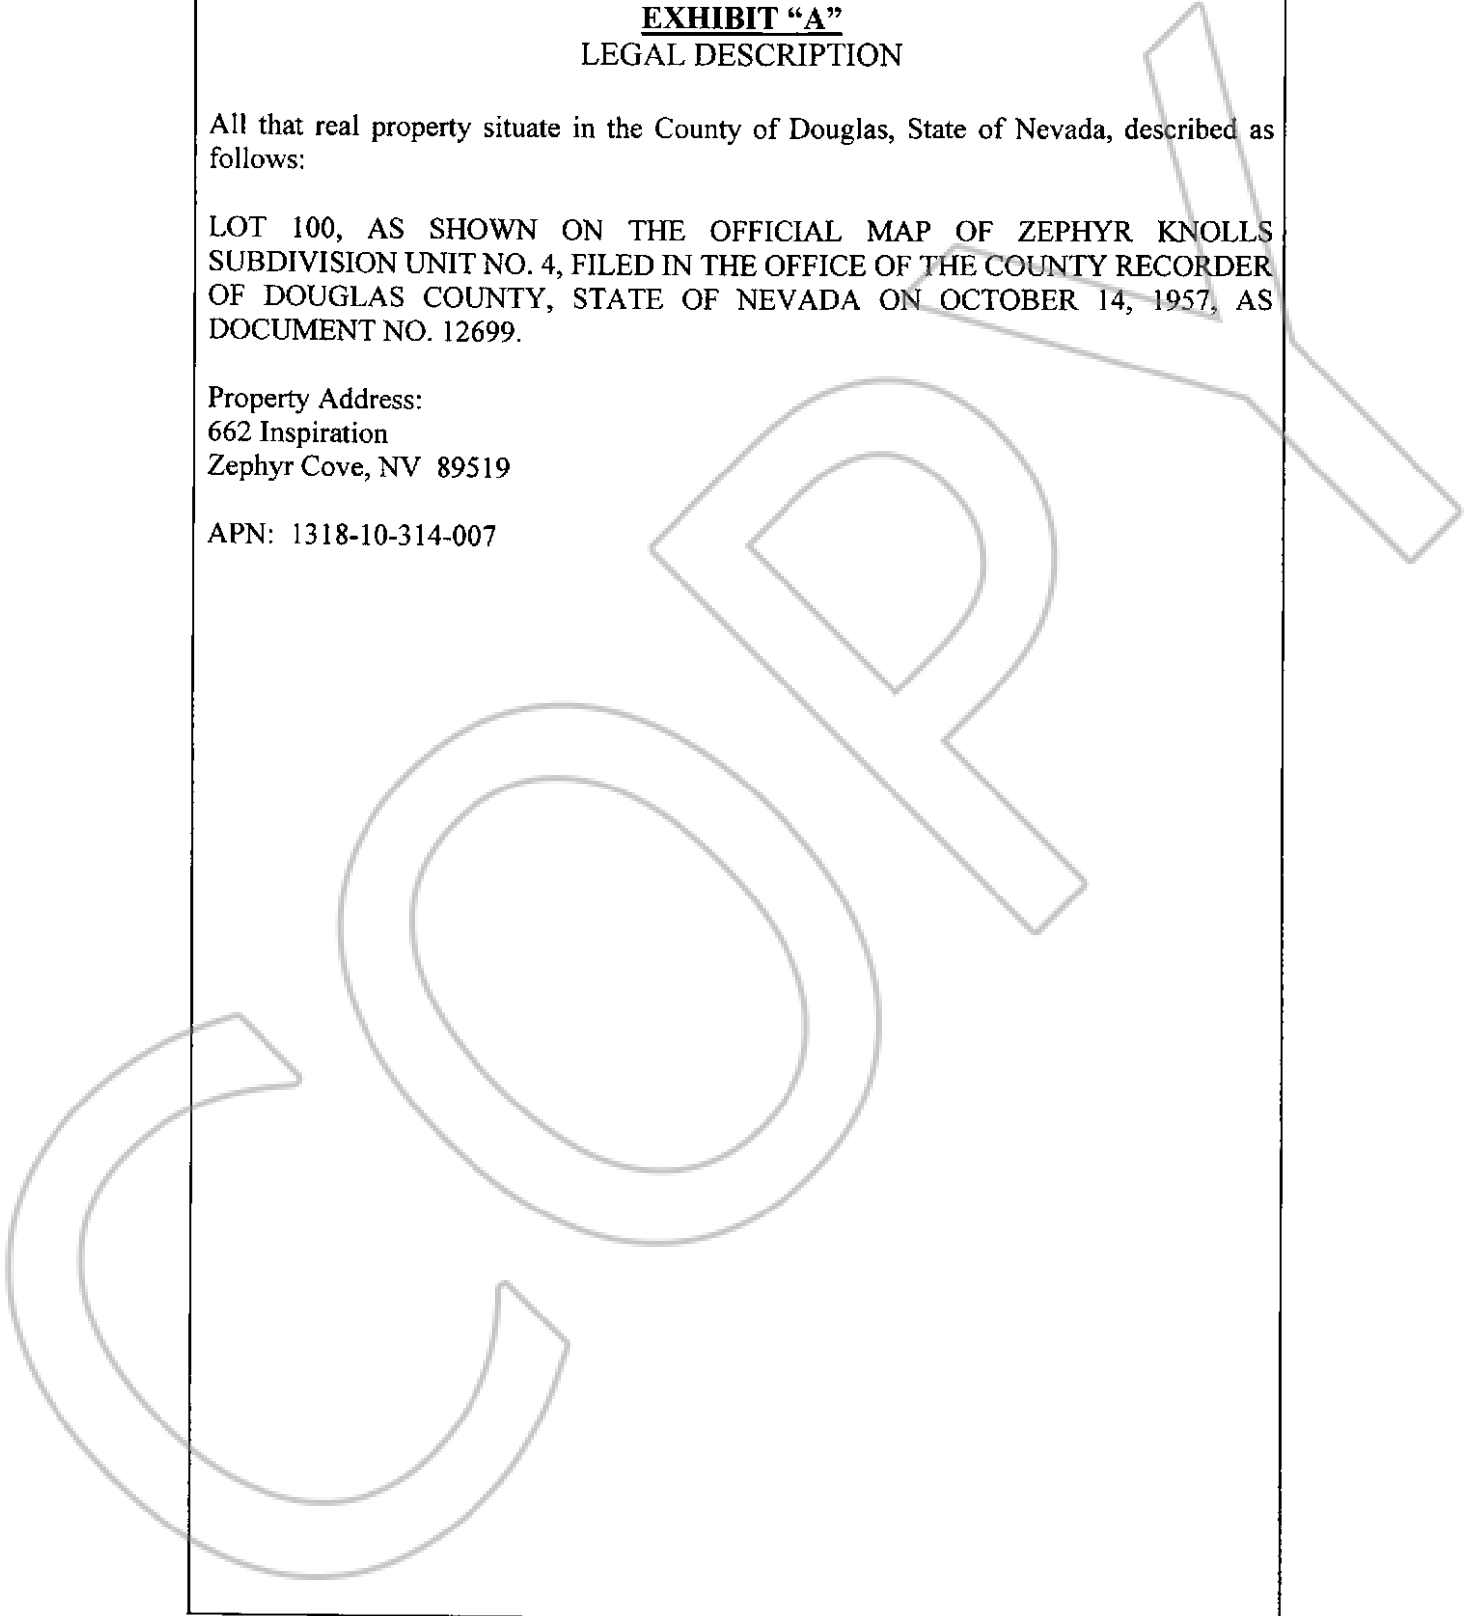 EXHIBIT “A”
LEGAL DESCRIPTION
All that real property situate in the County of Douglas, State of Nevada, described as
follows:
LOT 100, AS SHOWN ON THE OFFICIAL MAP OF ZEPHYR KNOLLS
SUBDIVISION UNIT NO. 4, FILED IN THE OFFICE OF THE COUNTY RECORDER
OF DOUGLAS COUNTY, STATE OF NEVADA ON OCTOBER 14, 1957, AS
DOCUMENT NO. 12699.
Property Address:
662 Inspiration
Zephyr Cove, NV 89519
APN: 1318-10-314-007
COPY